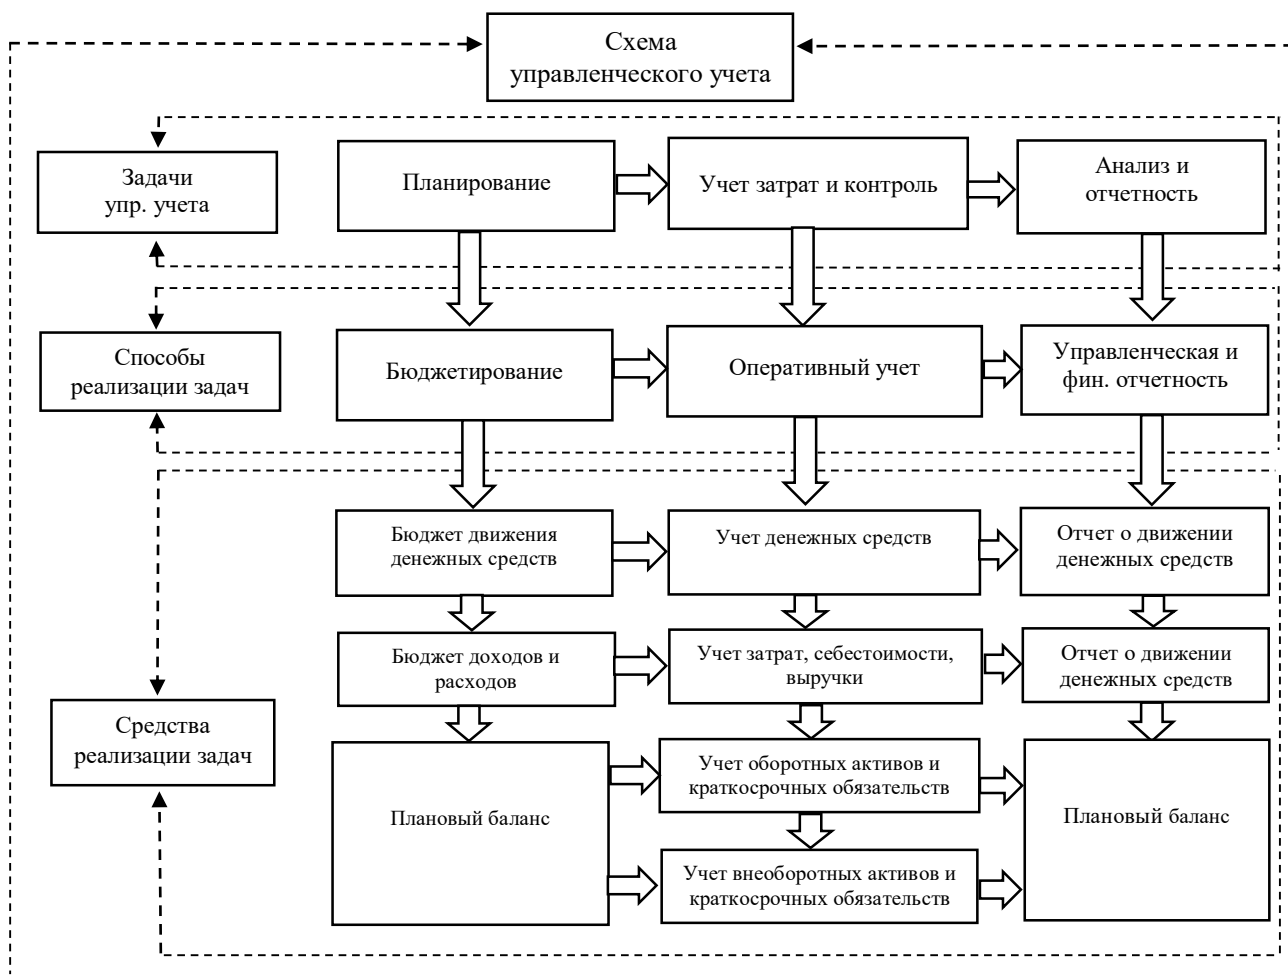 Схема
управленческого учета
Задачи
упр. учета
Планирование
Учет затрат и контроль
Анализ и
отчетность
Способы
реализации задач
Бюджетирование
Оперативный учет
Управленческая и
фин. отчетность
Бюджет движения
денежных средств
Учет денежных средств
Отчет о движении
денежных средств
Бюджет доходов и
расходов
Учет затрат, себестоимости,
выручки
Отчет о движении
денежных средств
Средства
реализации задач
Плановый баланс
Учет оборотных активов и
краткосрочных обязательств
Плановый баланс
Учет внеоборотных активов и
краткосрочных обязательств